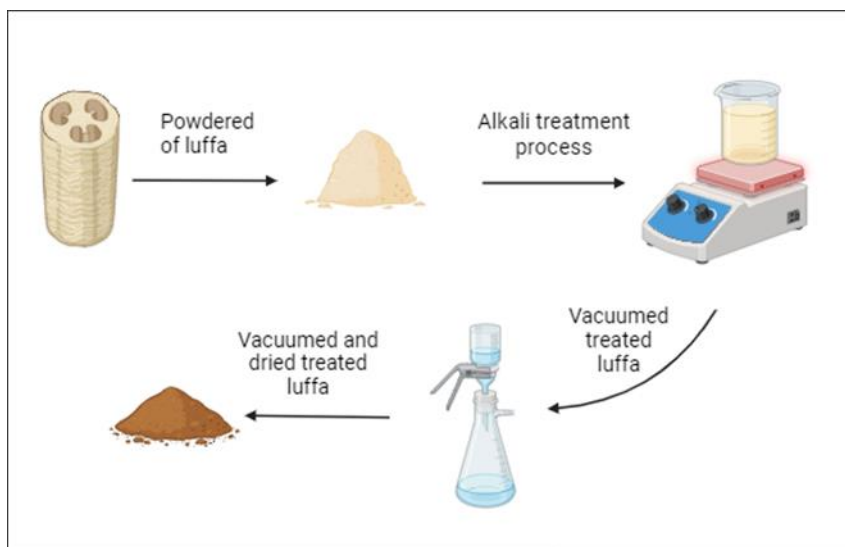 Powdered
of luffa
Alkali treatment
process
Vacuumed
treated
luffa
Vacuumed and
dried treated
luffa